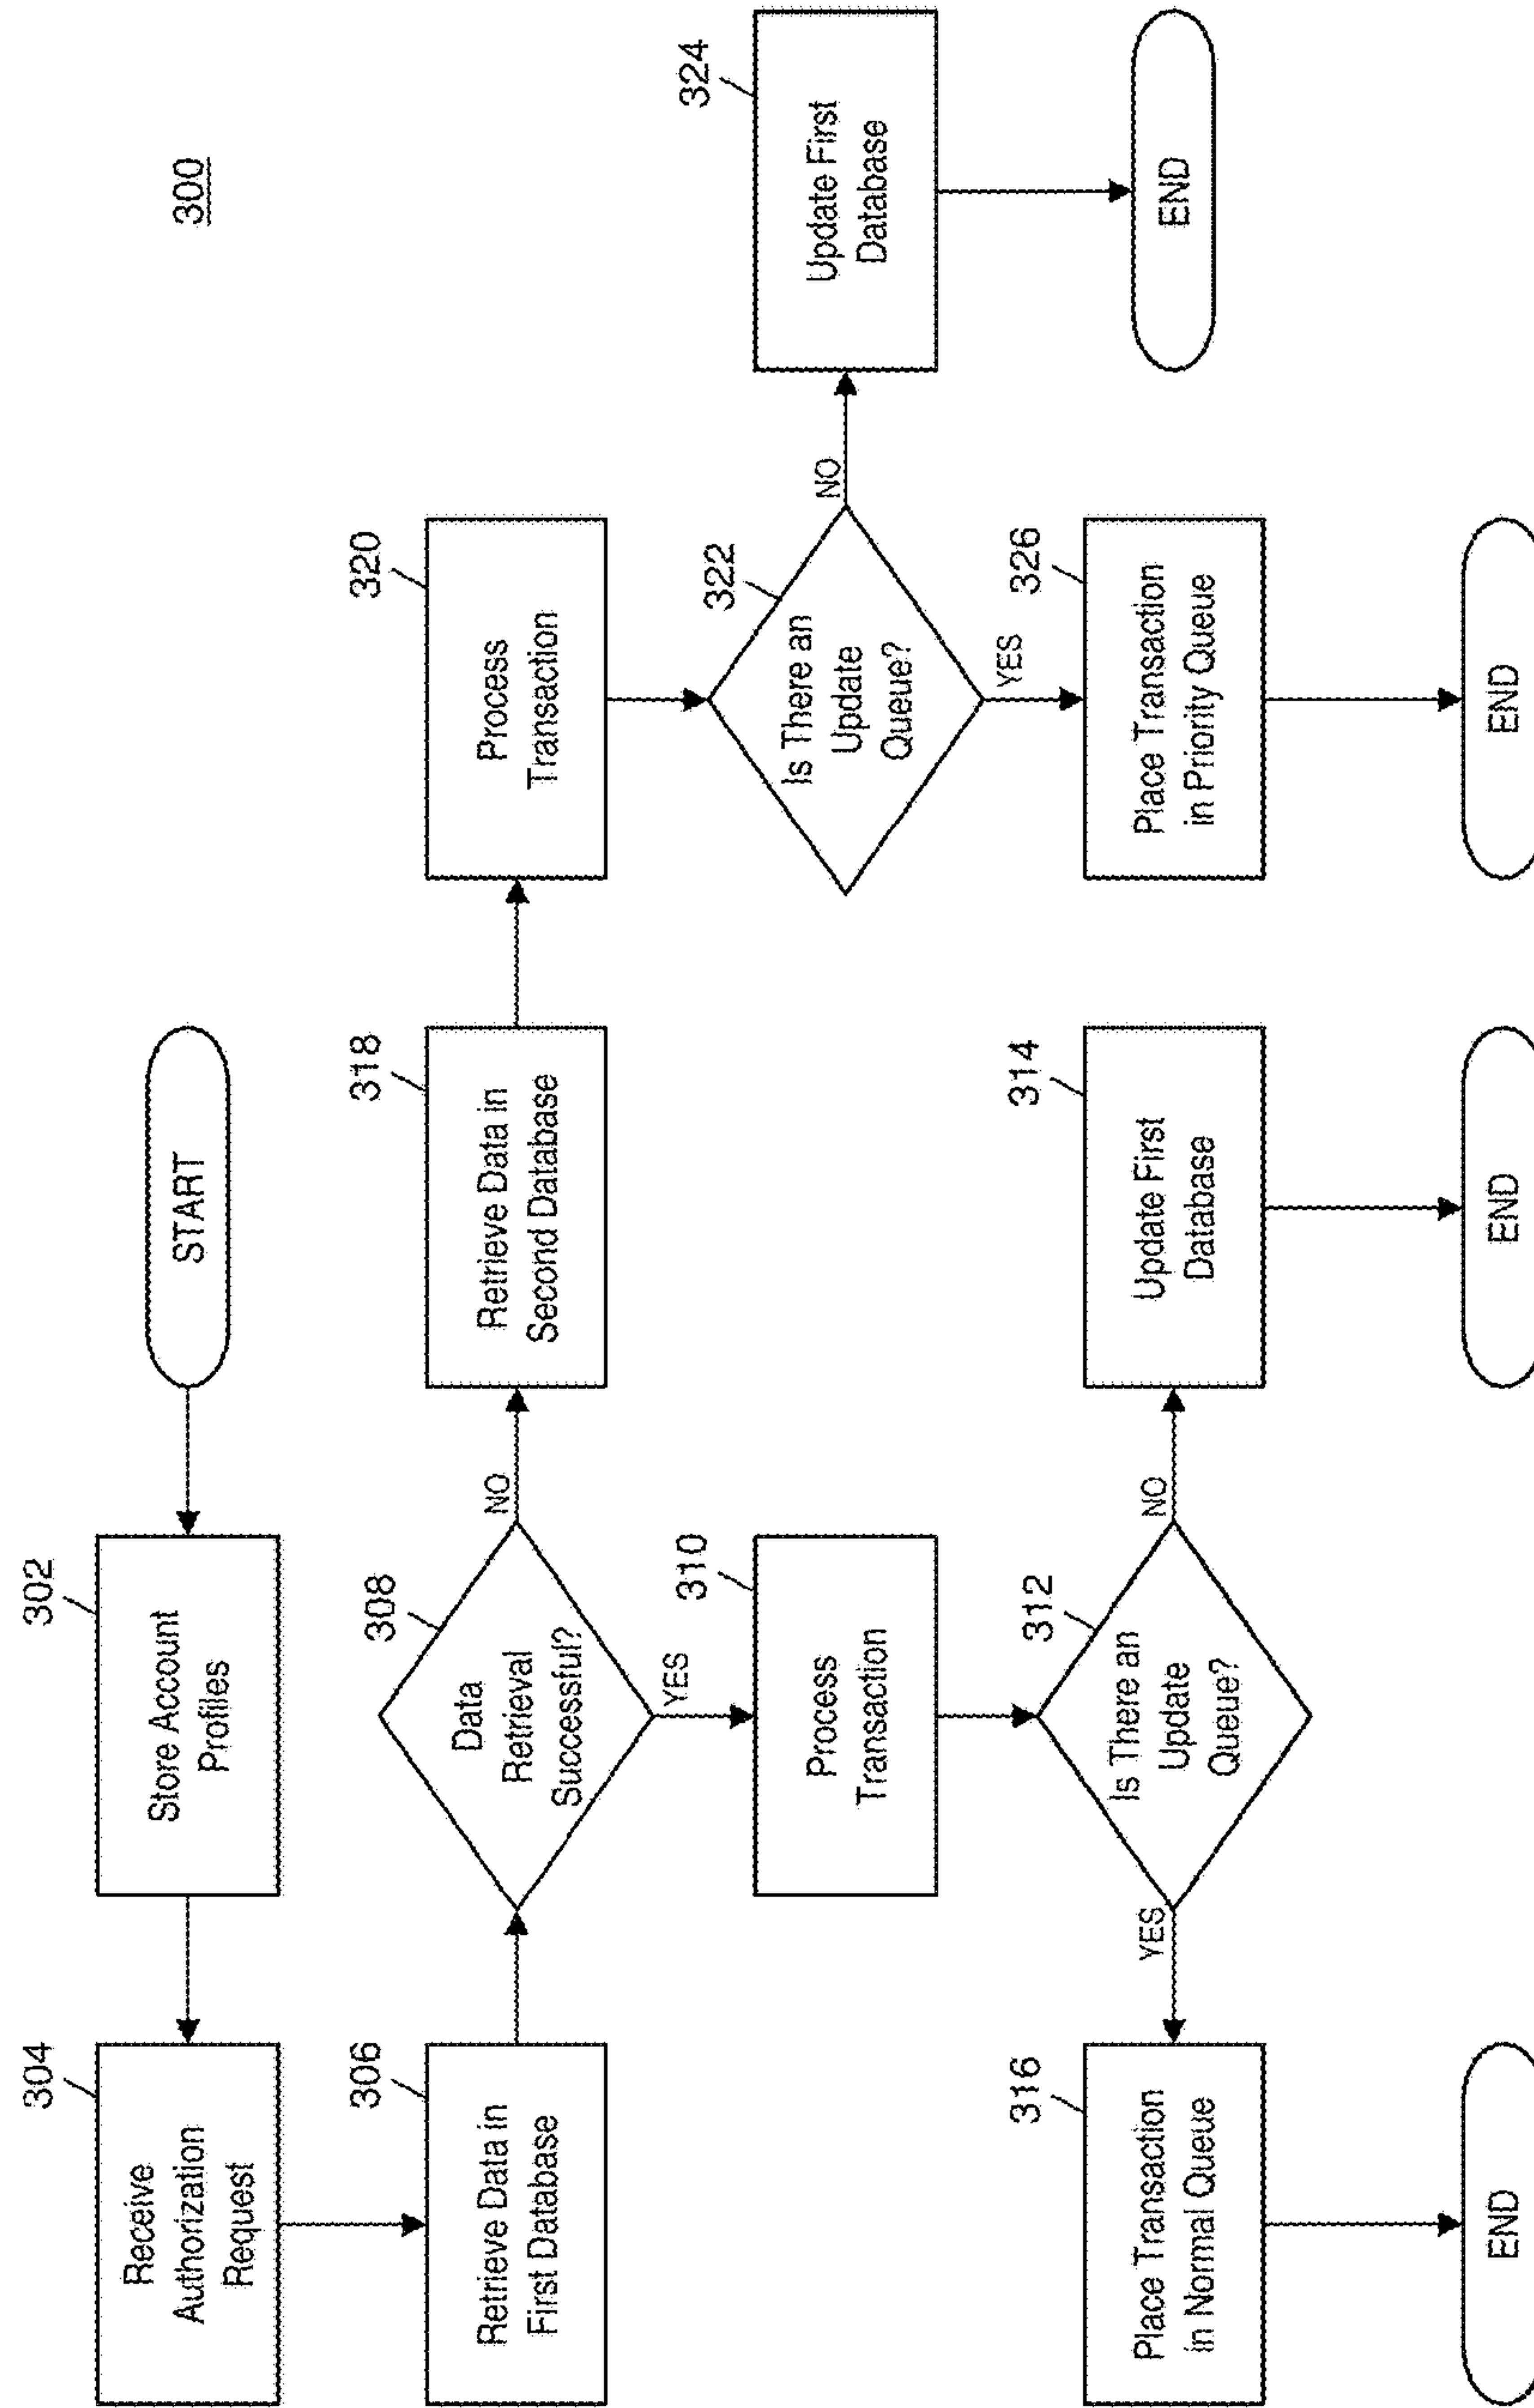 300
START
302
Store Account
Profiles
304
Receive
Authorization
Request
306
Retrieve Data in
First Database
308
Data
Retrieval
Successful?
NO
YES
318
Retrieve Data in
Second Database
320
Process
Transaction
310
Process
Transaction
322
Is There an
Update
Queue?
NO
YES
324
Update First
Database
END
312
Is There an
Update
Queue?
YES
NO
316
Place Transaction
in Normal Queue
314
Update First
Database
326
Place Transaction
in Priority Queue
END
END
END